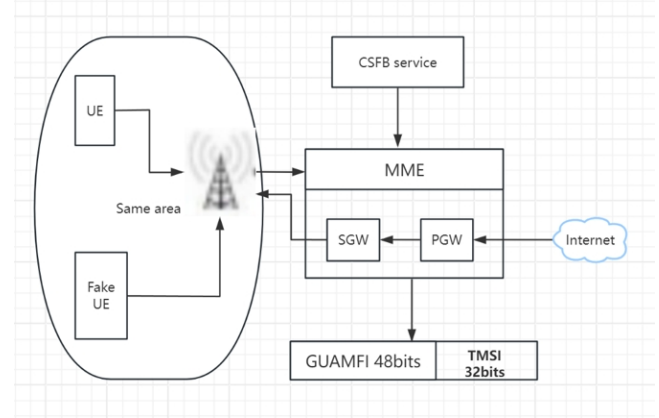 CSFB service
UE
MME
Same area
SGW
PGW
Internet
Fake
UE
GUAMFI 48bits
TMSI
32bits